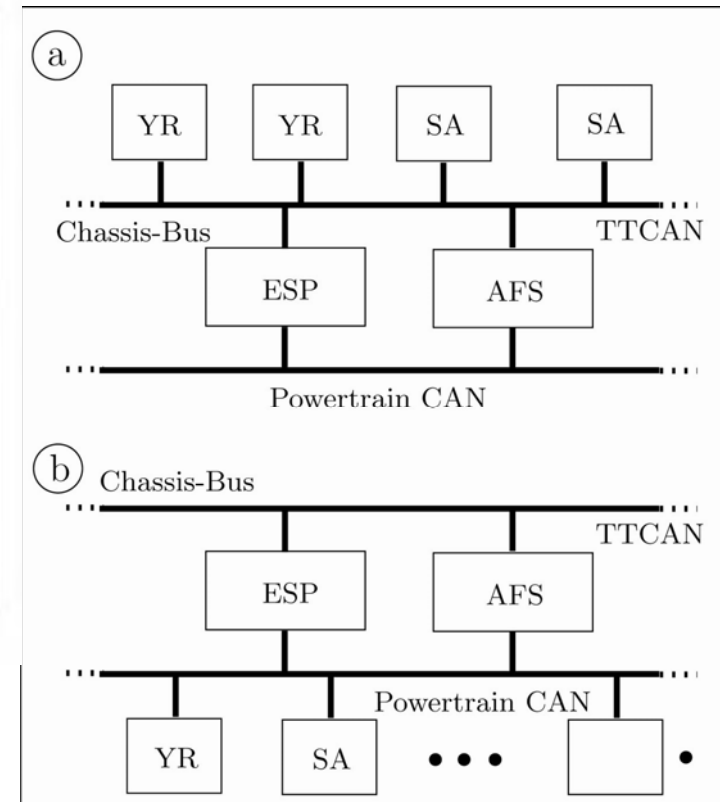 a
YR YR SA SA
Chassis-Bus TTCAN
ESP AFS
Powertrain CAN
b
Chassis-Bus
TTCAN
ESP AFS
Powertrain CAN
YR SA